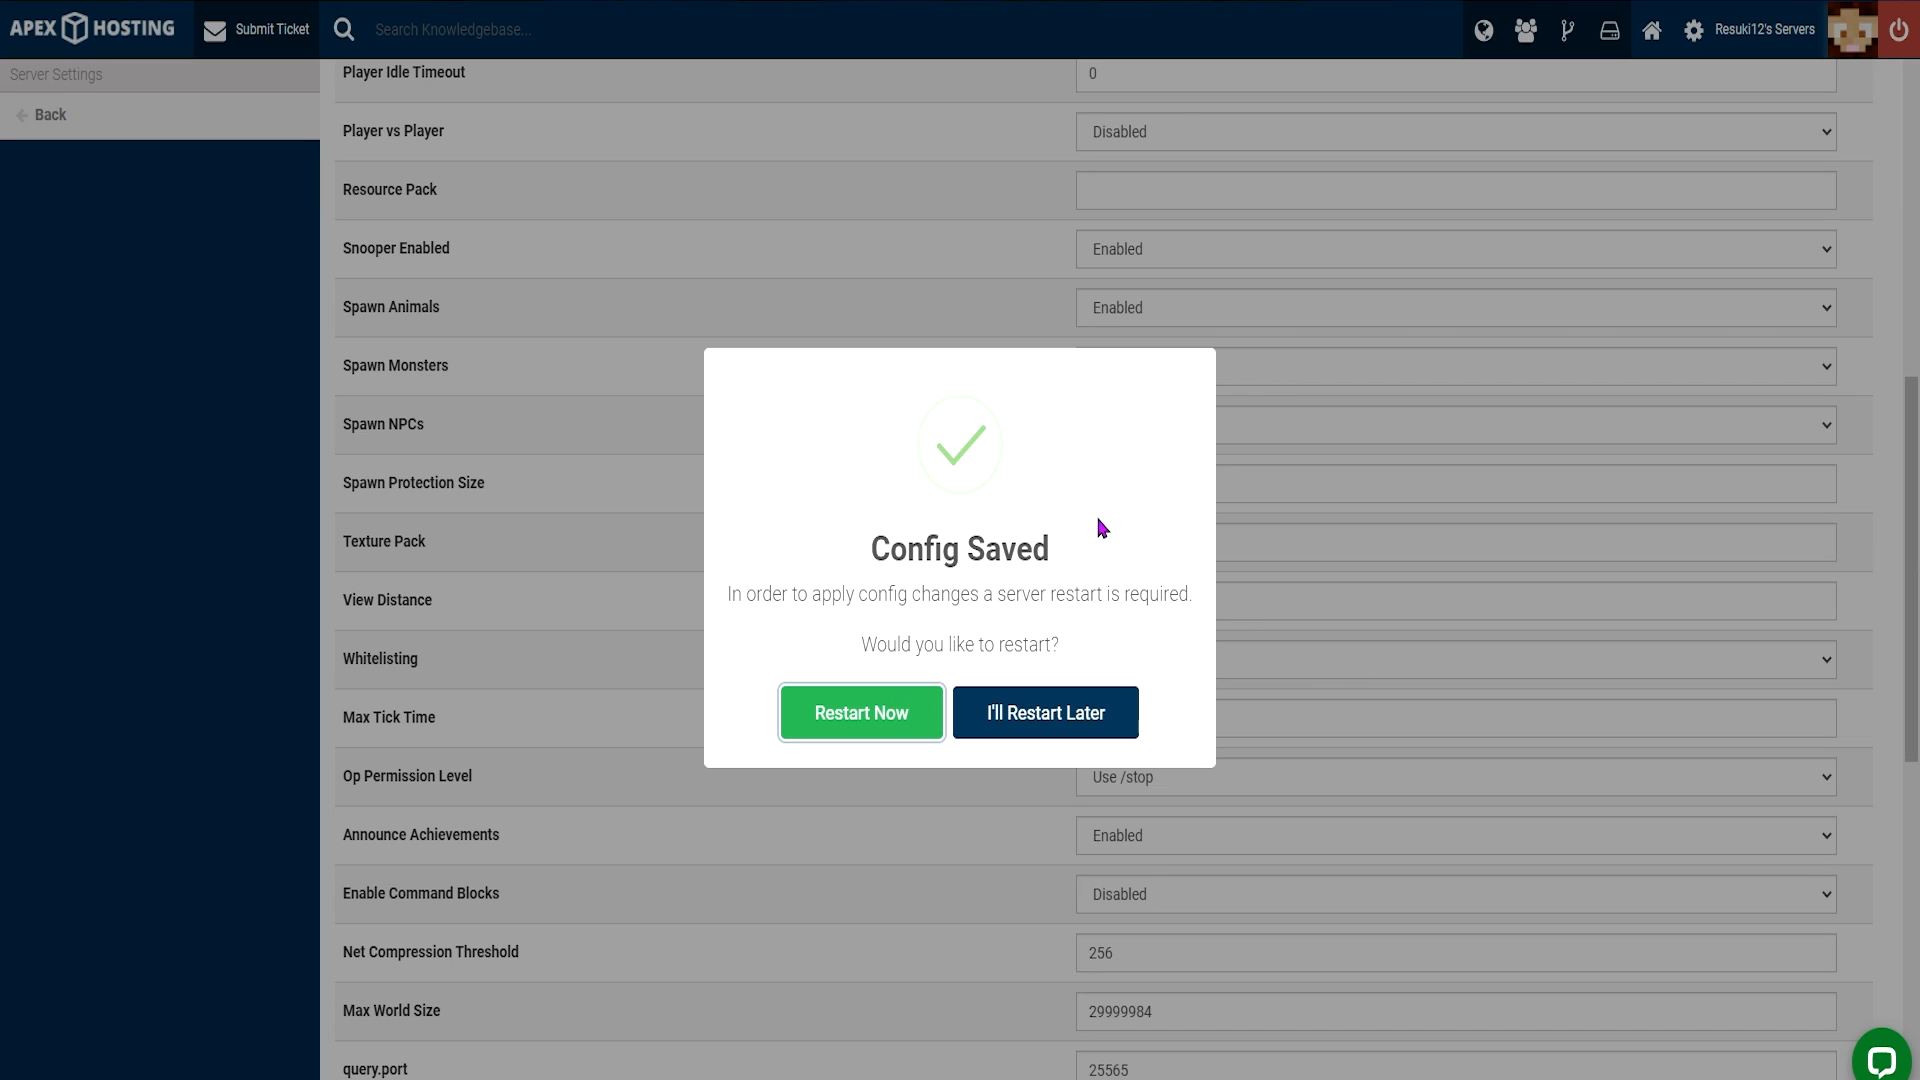 APEX HOSTING
Submit Ticket
Search Knowledgebase...
Resuki12's Servers
Server Settings
Back
Player Idle Timeout
0
Player vs Player
Disabled
Resource Pack
Snooper Enabled
Enabled
Spawn Animals
Enabled
Spawn Monsters
Spawn NPCs
Spawn Protection Size
Texture Pack
View Distance
Whitelisting
Max Tick Time
Config Saved
In order to apply config changes a server restart is required.
Would you like to restart?
Restart Now
I'll Restart Later
Op Permission Level
Use /stop
Announce Achievements
Enabled
Enable Command Blocks
Disabled
Net Compression Threshold
256
Max World Size
29999984
query.port
25565